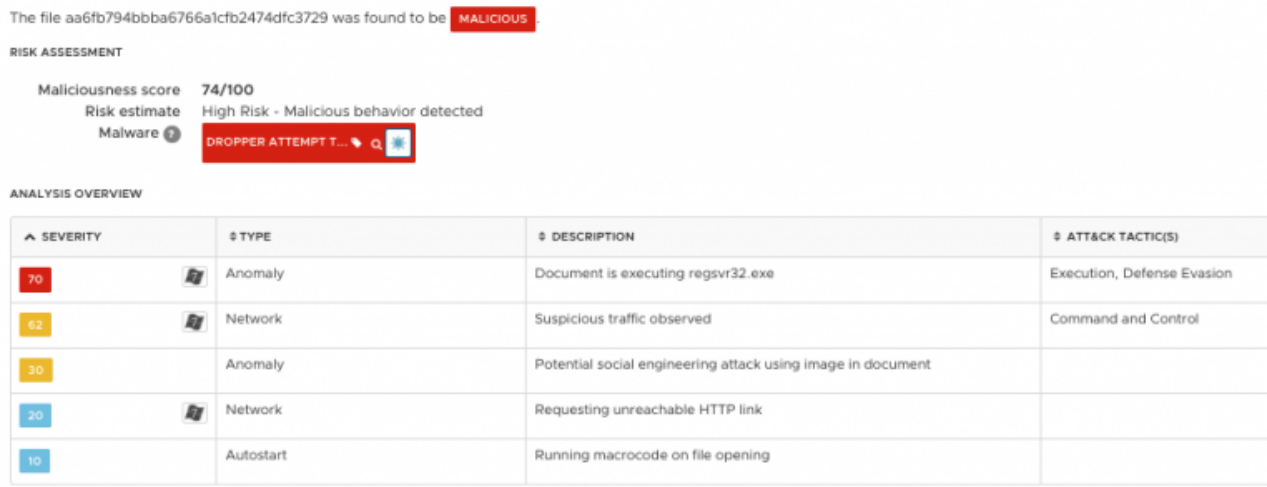 The file aa6fb794bbba6766a1cfb2474dfc3729 was found to be MALICIOUS.
RISK ASSESSMENT
Maliciousness score 74/100
Risk estimate High Risk - Malicious behavior detected
Malware ? DROPPER ATTEMPT T...
ANALYSIS OVERVIEW
SEVERITY TYPE DESCRIPTION ATT&CK TACTIC(S)
70 Anomaly Document is executing regsvr32.exe Execution, Defense Evasion
62 Network Suspicious traffic observed Command and Control
30 Anomaly Potential social engineering attack using image in document
20 Network Requesting unreachable HTTP link
10 Autostart Running macrocode on file opening